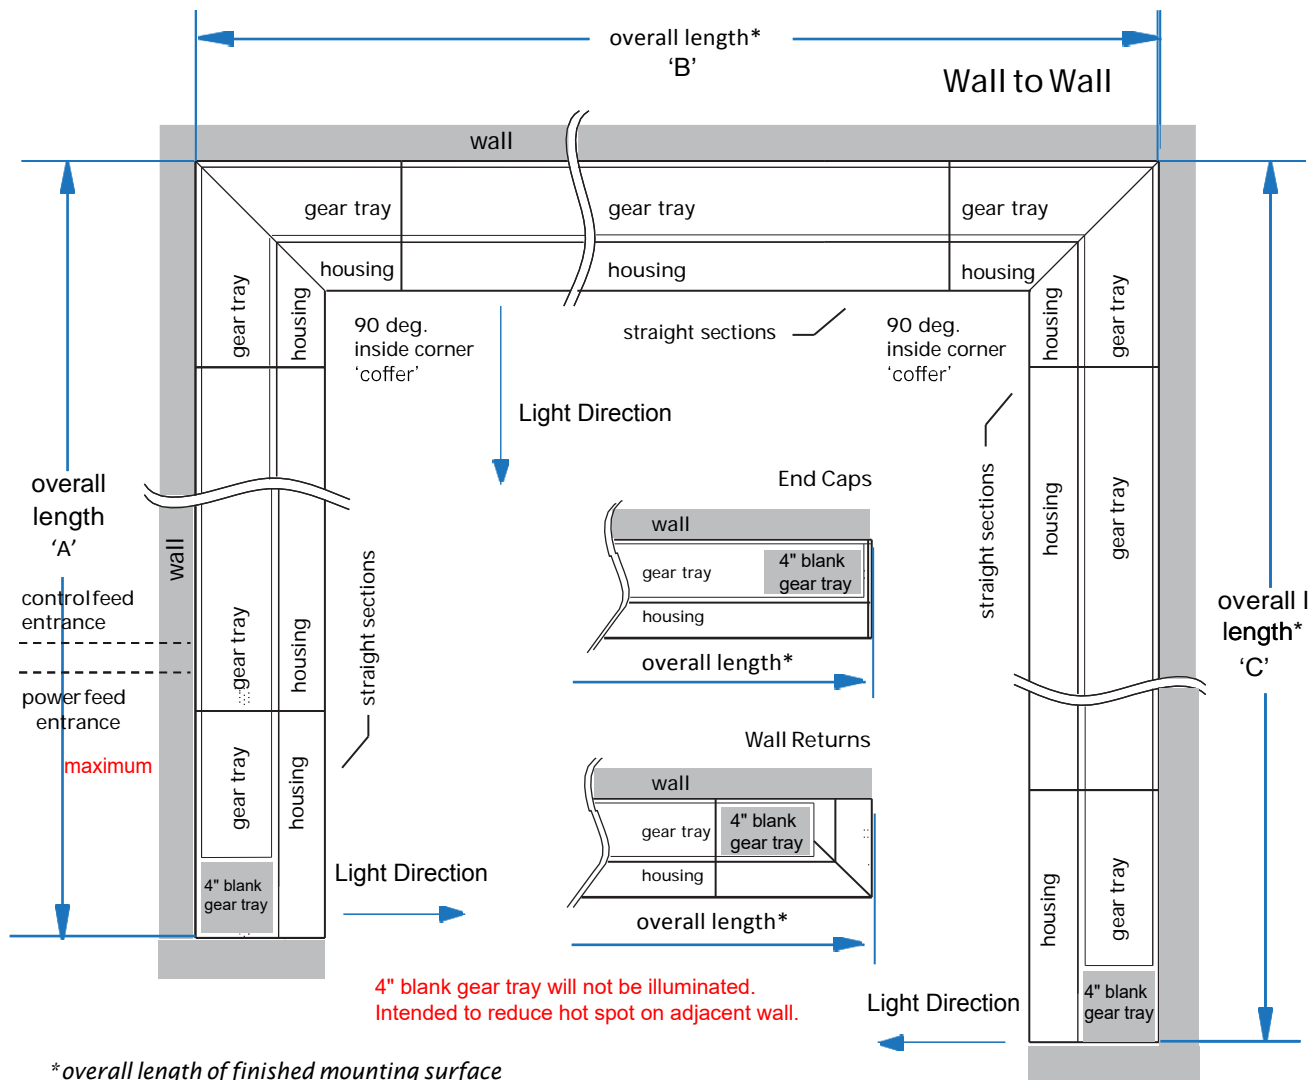 overall length*
‘B’
Wall to Wall
wall
gear tray
gear tray
gear tray
housing
housing
housing
gear tray
housing
90 deg.
inside corner
‘coffer’
straight sections
90 deg.
inside corner
‘coffer’
housing
gear tray
Light Direction
overall
length
‘A’
wall
control feed
entrance
power feed
entrance
maximum
gear tray
housing
straight sections
gear tray
housing
4" blank
gear tray
Light Direction
End Caps
wall
gear tray
4" blank
gear tray
housing
overall length*
Wall Returns
wall
gear tray
4" blank
gear tray
housing
overall length*
straight sections
housing
gear tray
overall l
length*
‘C’
housing
gear tray
4" blank
gear tray
Light Direction
4" blank gear tray will not be illuminated.
Intended to reduce hot spot on adjacent wall.
*overall length of finished mounting surface